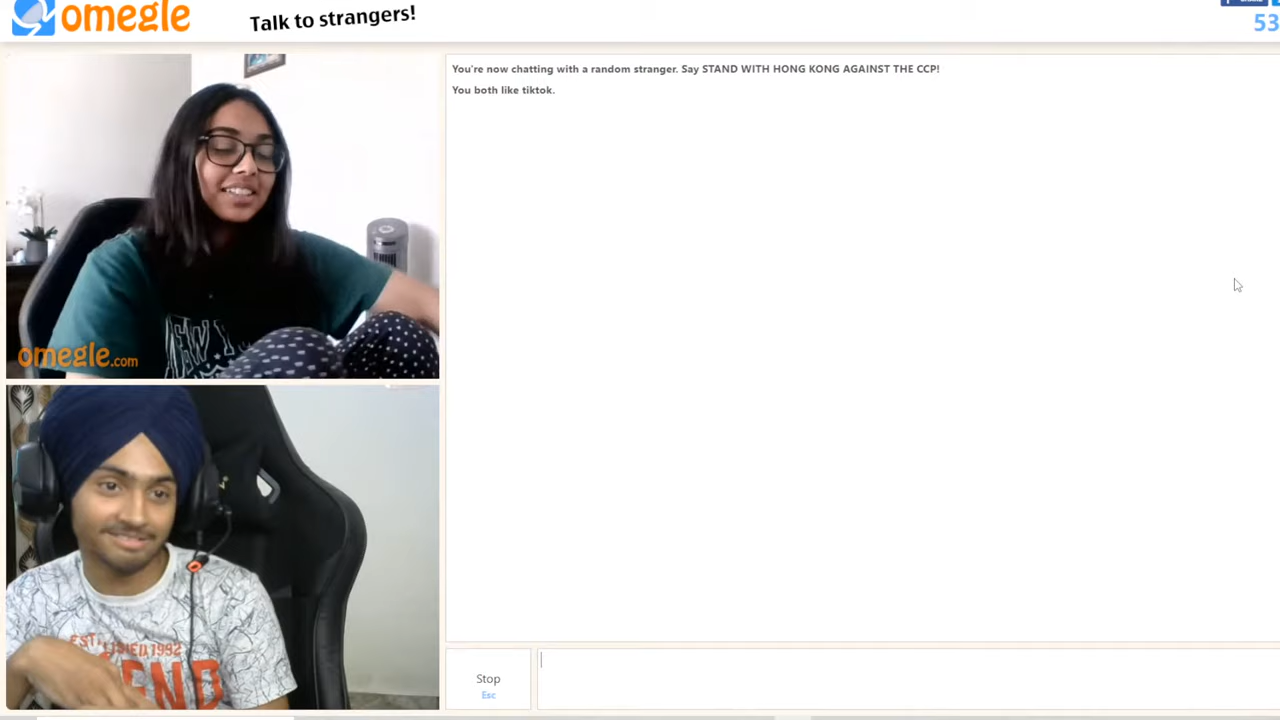 omegle
Talk to strangers!
53
You're now chatting with a random stranger. Say STAND WITH HONG KONG AGAINST THE CCP!
You both like tiktok.
omegle.com
Stop
Esc